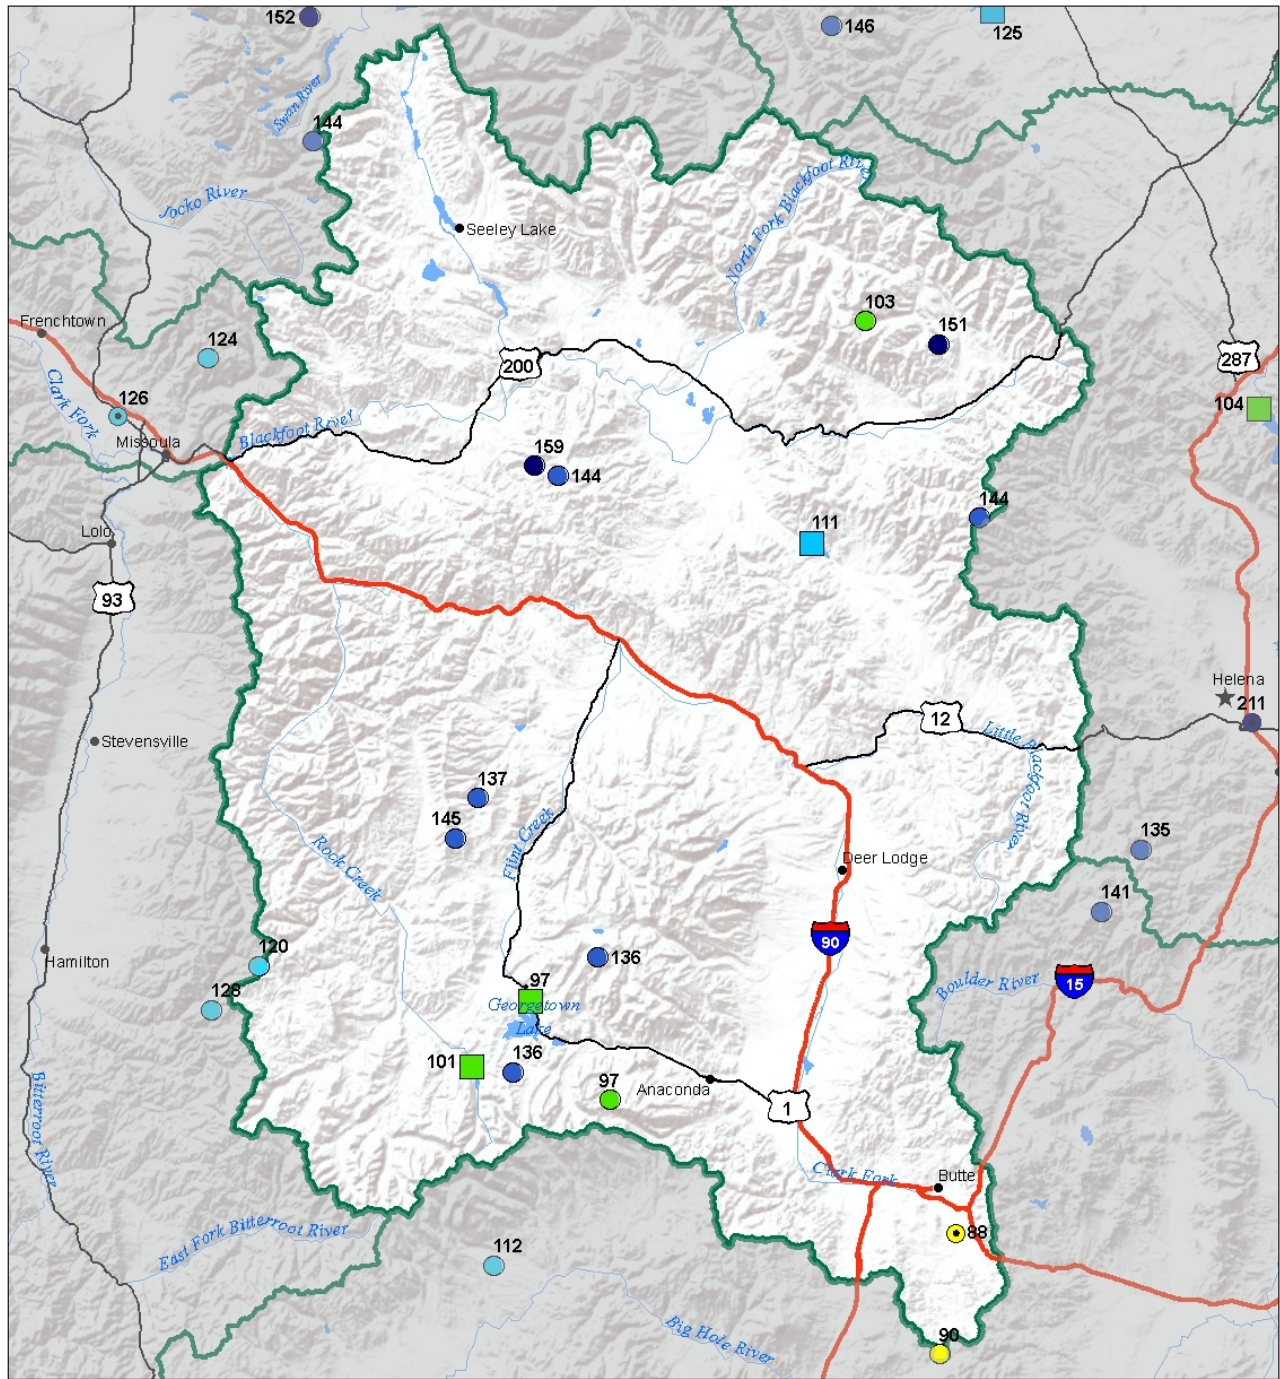 152
146
125
Swan River
144
Jocko River
Seeley Lake
North Fork Blackfoot River
103
Frenchtown
151
124
200
287
Clark Fork
126
104
Missoula
Blackfoot River
159
144
144
111
Lolo
93
Helena
211
12
Stevensville
Little Blackfoot River
137
145
Flint Creek
135
Rock Creek
Deer Lodge
141
90
120
136
Hamilton
97
128
Georgetown
Lake
Boulder River
15
101
136
97
Anaconda
1
Bitterroot River
Clark Fork
Butte
East Fork Bitterroot River
88
112
Big Hole River
90